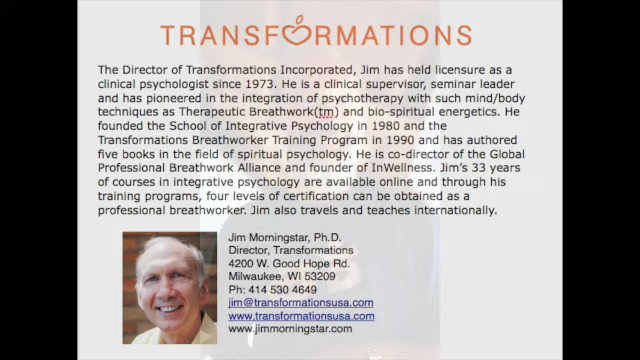 TRANSFORMATIONS
The Director of Transformations Incorporated, Jim has held licensure as a
clinical psychologist since 1973. He is a clinical supervisor, seminar leader
and has pioneered in the integration of psychotherapy with such mind/body
techniques as Therapeutic Breathwork(tm) and bio-spiritual energetics. He
founded the School of Integrative Psychology in 1980 and the
Transformations Breathworker Training Program in 1990 and has authored
five books in the field of spiritual psychology. He is co-director of the Global
Professional Breathwork Alliance and founder of InWellness. Jim's 33 years
of courses in integrative psychology are available online and through his
training programs, four levels of certification can be obtained as a
professional breathworker. Jim also travels and teaches internationally.
Jim Morningstar, Ph.D.
Director, Transformations
4200 W. Good Hope Rd.
Milwaukee, WI 53209
Ph: 414 530 4649
jim@transformationsusa.com
www.transformationsusa.com
www.jimmorningstar.com